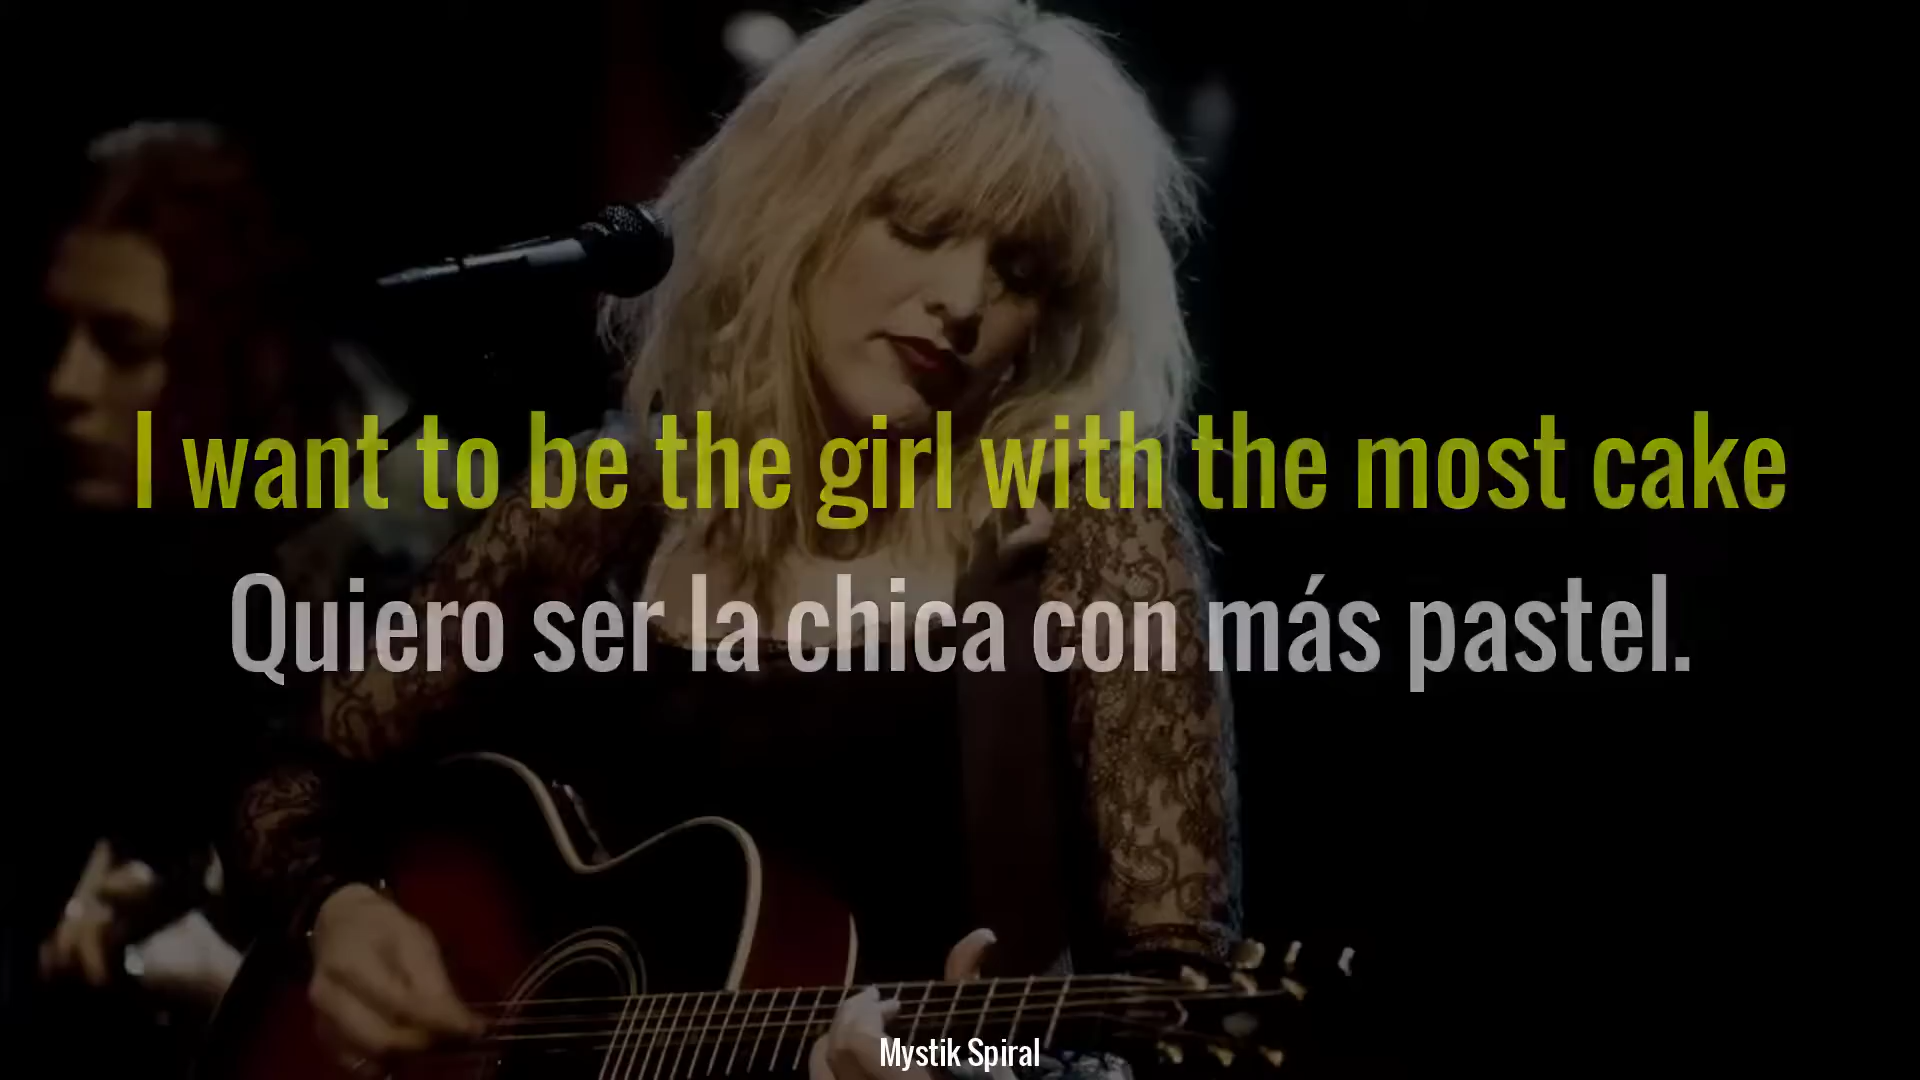 I want to be the girl with the most cake
Quiero ser la chica con más pastel.
Mystik Spiral